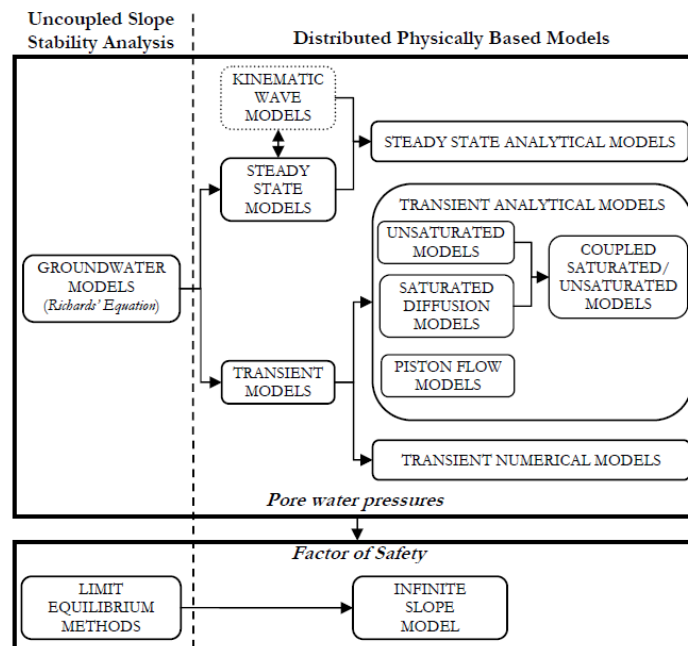 Uncoupled Slope
Stability Analysis
Distributed Physically Based Models
KINEMATIC
WAVE
MODELS
STEADY STATE ANALYTICAL MODELS
STEADY
STATE
MODELS
TRANSIENT ANALYTICAL MODELS
UNSATURATED
MODELS
COUPLED
SATURATED/
UNSATURATED
MODELS
GROUNDWATER
MODELS
(Richards' Equation)
SATURATED
DIFFUSION
MODELS
PISTON FLOW
MODELS
TRANSIENT
MODELS
TRANSIENT NUMERICAL MODELS
Pore water pressures
Factor of Safety
LIMIT
EQUILIBRIUM
METHODS
INFINITE
SLOPE
MODEL